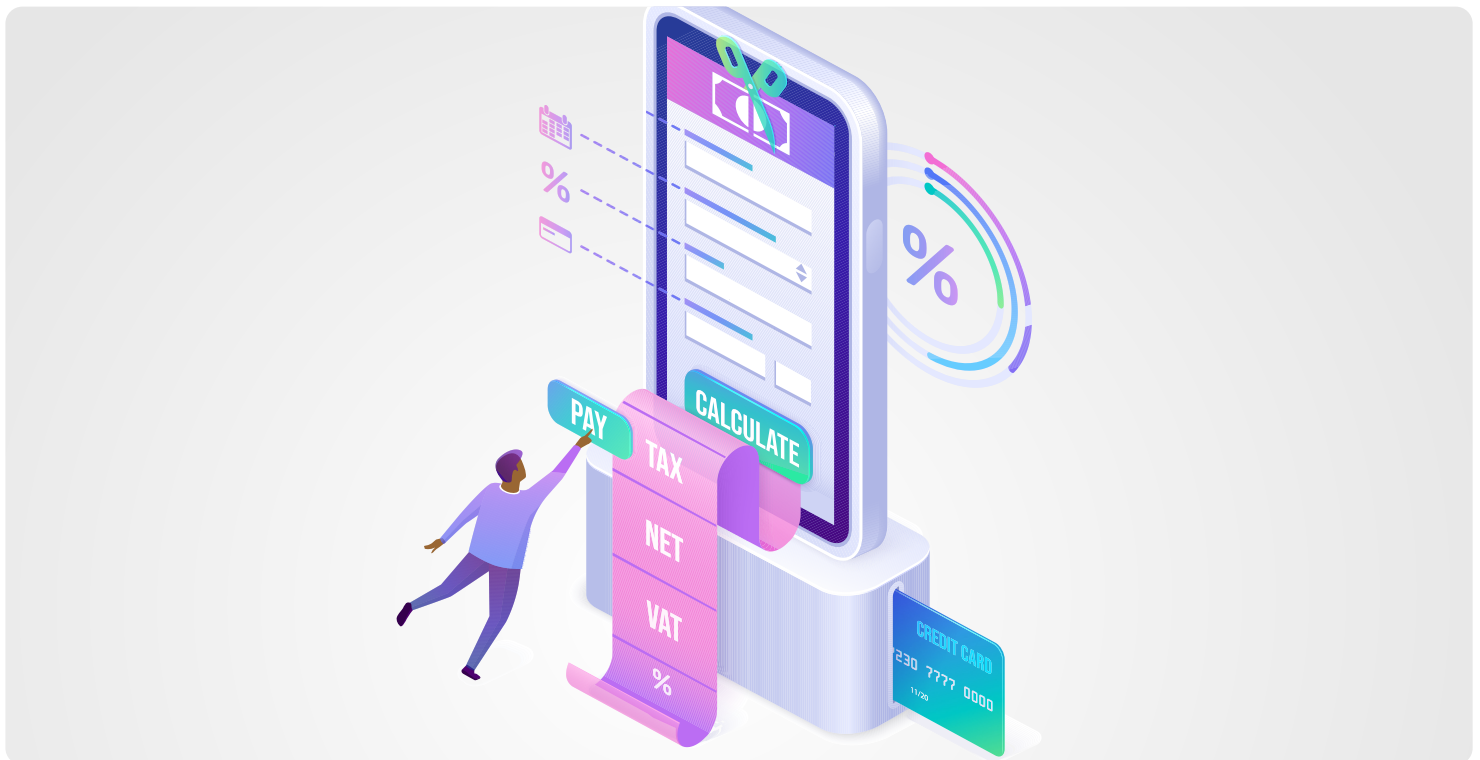 %
%
PAY
CALCULATE
TAX
NET
VAT
%
CREDIT CARD
230 7777 0000
11/20